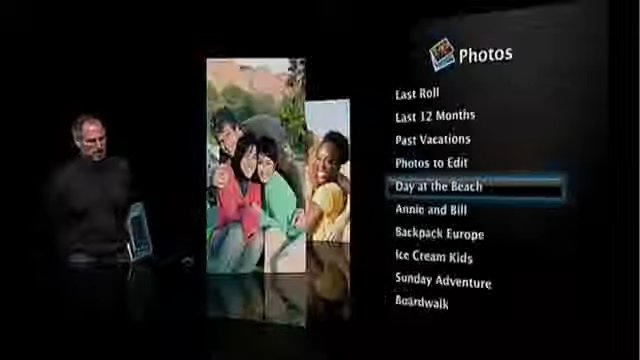 Photos
Last Roll
Last 12 Months
Past Vacations
Photos to Edit
Day at the Beach
Annie and Bill
Backpack Europe
Ice Cream Kids
Sunday Adventure
Boardwalk